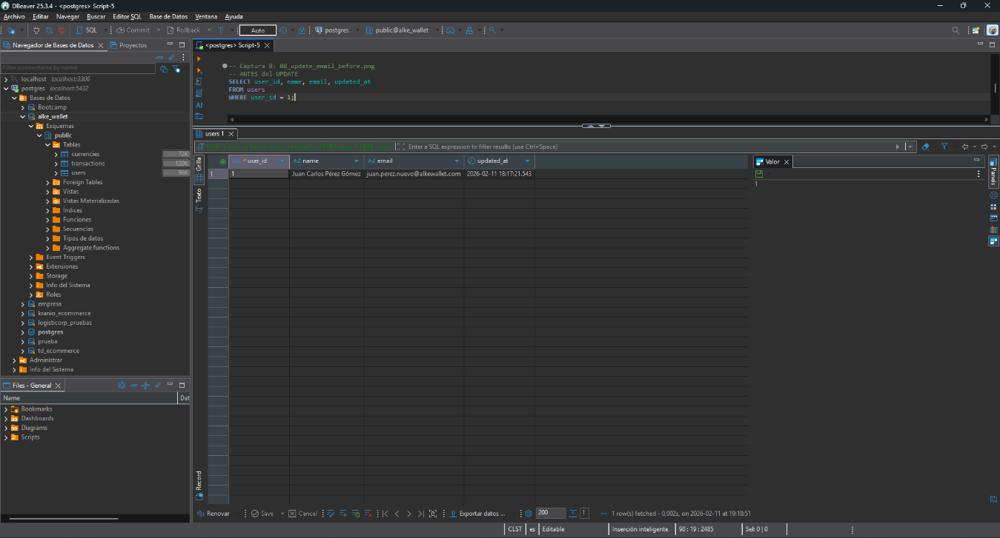 DBeaver 25.3.4 - <postgres> Script-5
Archivo Editar Navegar Buscar Editor SQL Base de Datos Ventana Ayuda
SQL Commit Rollback T Auto postgres public@alke_wallet
Navegador de Bases de Datos Proyectos
Filter connections by name
localhost localhost:3306
postgres localhost:5432
Bases de Datos
Bootcamp
alke_wallet
Esquemas
public
Tablas
currencies 72K
transactions 120K
users 96K
Foreign Tables
Vistas
Vistas Materializadas
Índices
Funciones
Secuencias
Tipos de datos
Aggregate functions
Event Triggers
Extensiones
Storage
Info del Sistema
Roles
empresa
kranio_ecommerce
logisticorp_pruebas
postgres
prueba
td_ecommerce
Administrar
Info del Sistema
Files - General
Name Dat
Bookmarks
Dashboards
Diagrams
Scripts
<postgres> Script-5
-- Captura 8: 08_update_email_before.png
-- ANTES del UPDATE
SELECT user_id, name, email, updated_at
FROM users
WHERE user_id = 1;
AI
users 1
Enter a SQL expression to filter results (use Ctrl+Space)
Grilla
Texto
Record
user_id A-Z name A-Z email updated_at
1 1 Juan Carlos Pérez Gómez juan.perez.nuevo@alkewallet.com 2026-02-11 18:17:21.543
Valor
1
Panels
Renovar Save Cancel Exportar datos ... 200 1 ... 1 row(s) fetched - 0,002s, on 2026-02-11 at 19:18:51
CLST es Editable Inserción inteligente 90 : 19 : 2485 Sel: 0 | 0